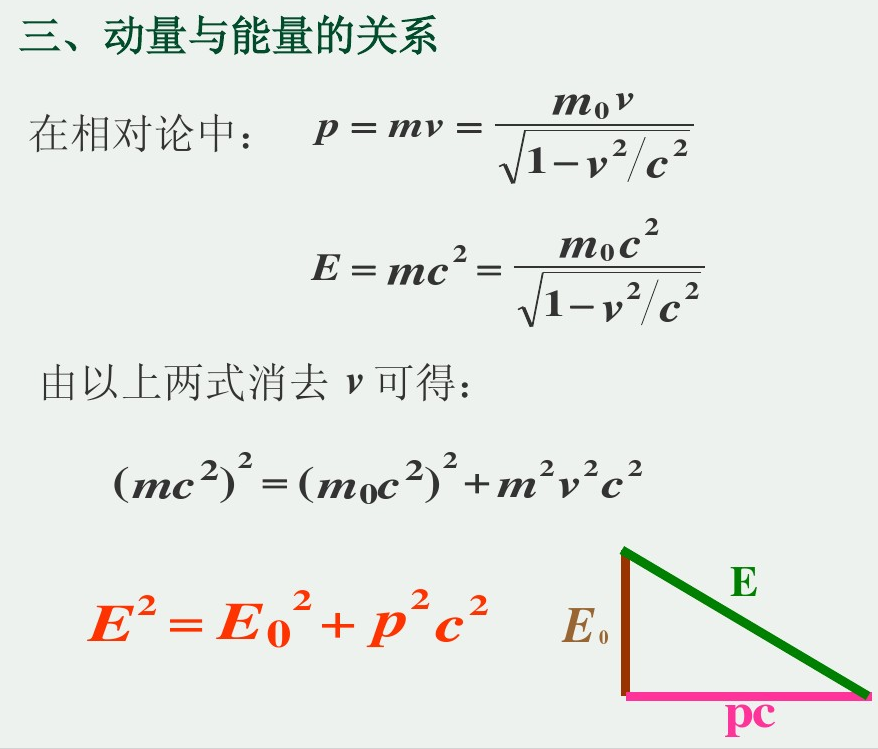 三、动量与能量的关系
在相对论中： p = mv = m₀v / √(1−v²/c²)
E = mc² = m₀c² / √(1−v²/c²)
由以上两式消去 v 可得：
(mc²)² = (m₀c²)² + m²v²c²
E² = E₀² + p²c²
E
E₀
pc